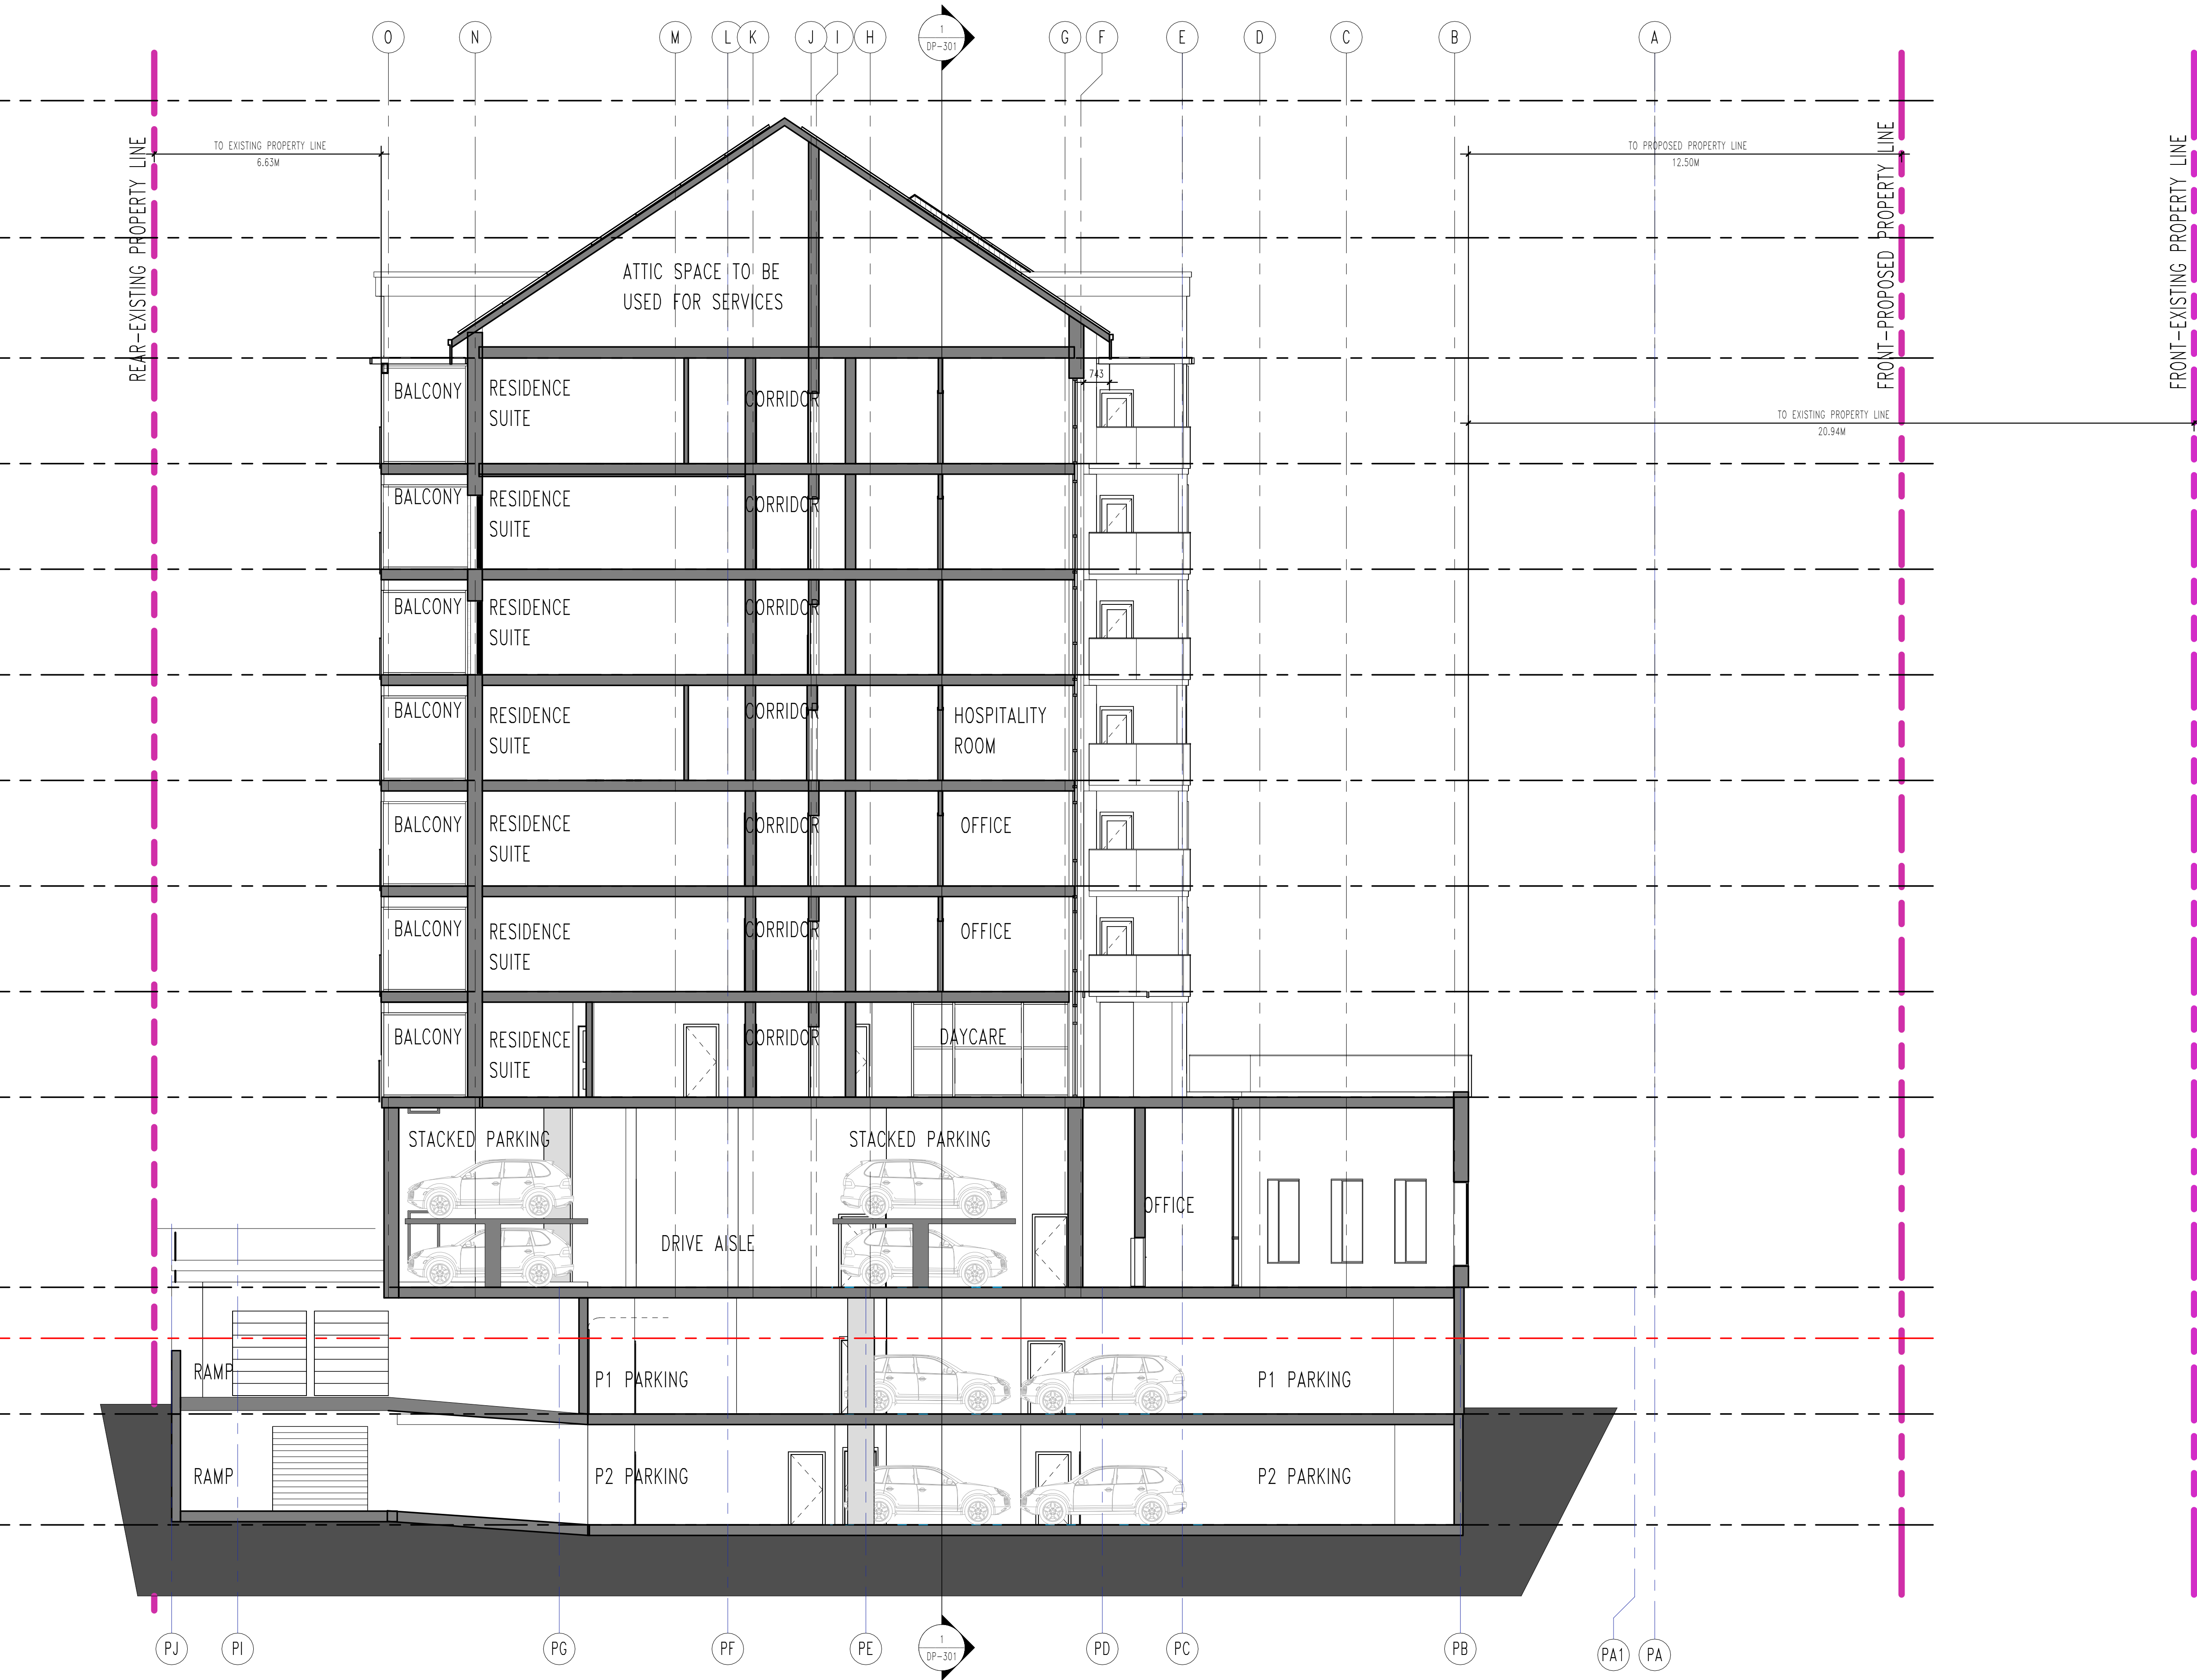 O N M L K J I H 1 G F E D C B A
DP-301
TO EXISTING PROPERTY LINE
6.63M
TO PROPOSED PROPERTY LINE
12.50M
REAR-EXISTING PROPERTY LINE
FRONT-PROPOSED PROPERTY LINE
FRONT-EXISTING PROPERTY LINE
ATTIC SPACE TO BE
USED FOR SERVICES
743
BALCONY RESIDENCE CORRIDOR
SUITE
TO EXISTING PROPERTY LINE
20.94M
BALCONY RESIDENCE CORRIDOR
SUITE
BALCONY RESIDENCE CORRIDOR
SUITE
BALCONY RESIDENCE CORRIDOR HOSPITALITY
SUITE ROOM
BALCONY RESIDENCE CORRIDOR OFFICE
SUITE
BALCONY RESIDENCE CORRIDOR OFFICE
SUITE
BALCONY RESIDENCE CORRIDOR DAYCARE
SUITE
STACKED PARKING STACKED PARKING
OFFICE
DRIVE AISLE
RAMP P1 PARKING P1 PARKING
RAMP P2 PARKING P2 PARKING
PJ PI PG PF PE 1 PD PC PB PA1 PA
DP-301